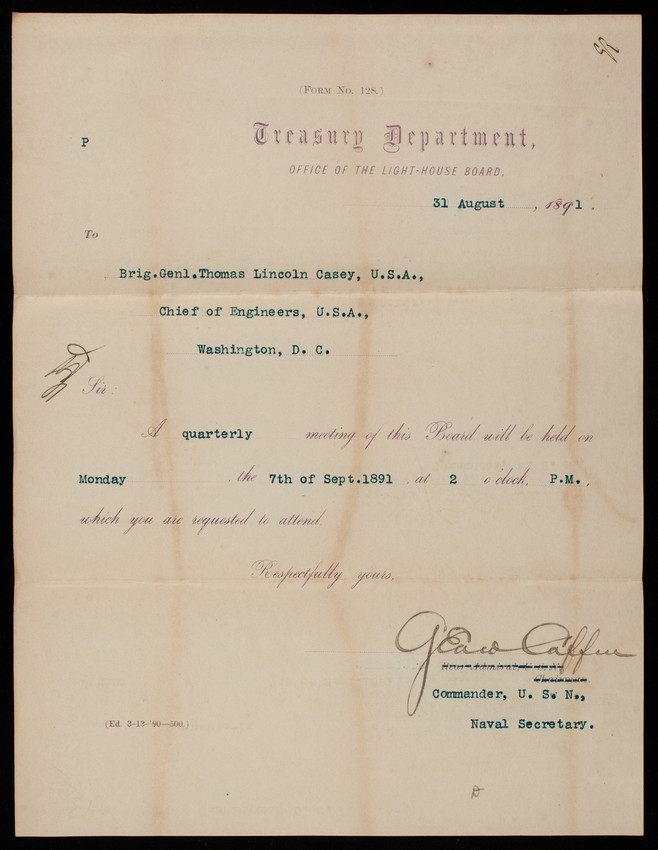 (FORM No. 128.)
P
Treasury Department,
OFFICE OF THE LIGHT-HOUSE BOARD.
31 August, 1891.
To
Brig.Genl.Thomas Lincoln Casey, U.S.A.,
Chief of Engineers, U.S.A.,
Washington, D. C.
Sir:
A quarterly meeting of this Board will be held on
Monday, the 7th of Sept.1891, at 2 o'clock, P.M.,
which you are requested to attend.
Respectfully yours,
Rear-Admiral, U. S. N.,
Chairman.
Commander, U. S. N.,
Naval Secretary.
(Ed. 3-13-'90—500.)